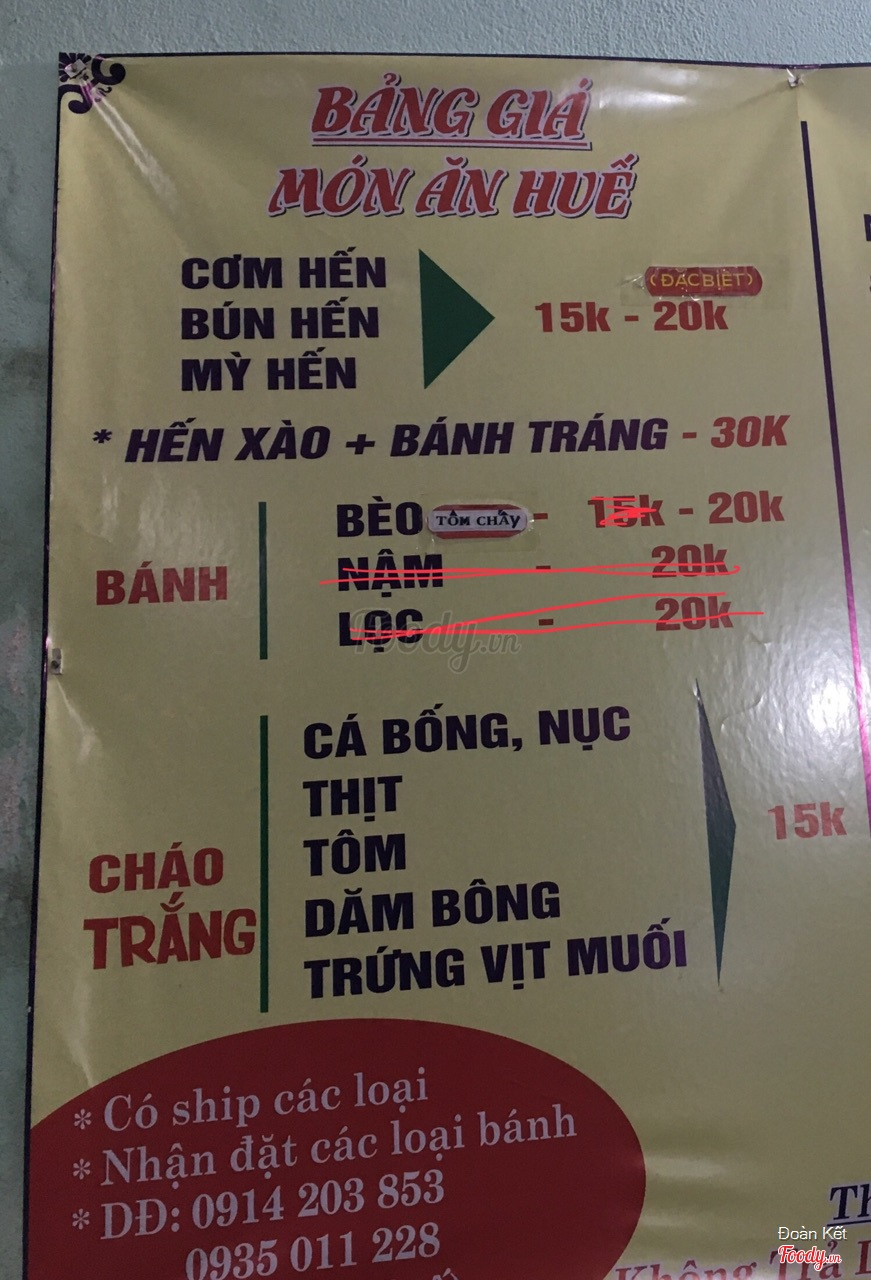 BẢNG GIÁ
MÓN ĂN HUẾ
CƠM HẾN
BÚN HẾN
MỲ HẾN
(ĐẶC BIỆT)
15k - 20k
* HẾN XÀO + BÁNH TRÁNG - 30K
BÁNH
BÈO TÔM CHẤY - 15k - 20k
NẬM - 20k
LỌC - 20k
Foody.vn
CHÁO
TRẮNG
CÁ BỐNG, NỤC
THỊT
TÔM
DĂM BÔNG
TRỨNG VỊT MUỐI
15k
* Có ship các loại
* Nhận đặt các loại bánh
* DĐ: 0914 203 853
0935 011 228
Đoàn Kết
Foody.vn